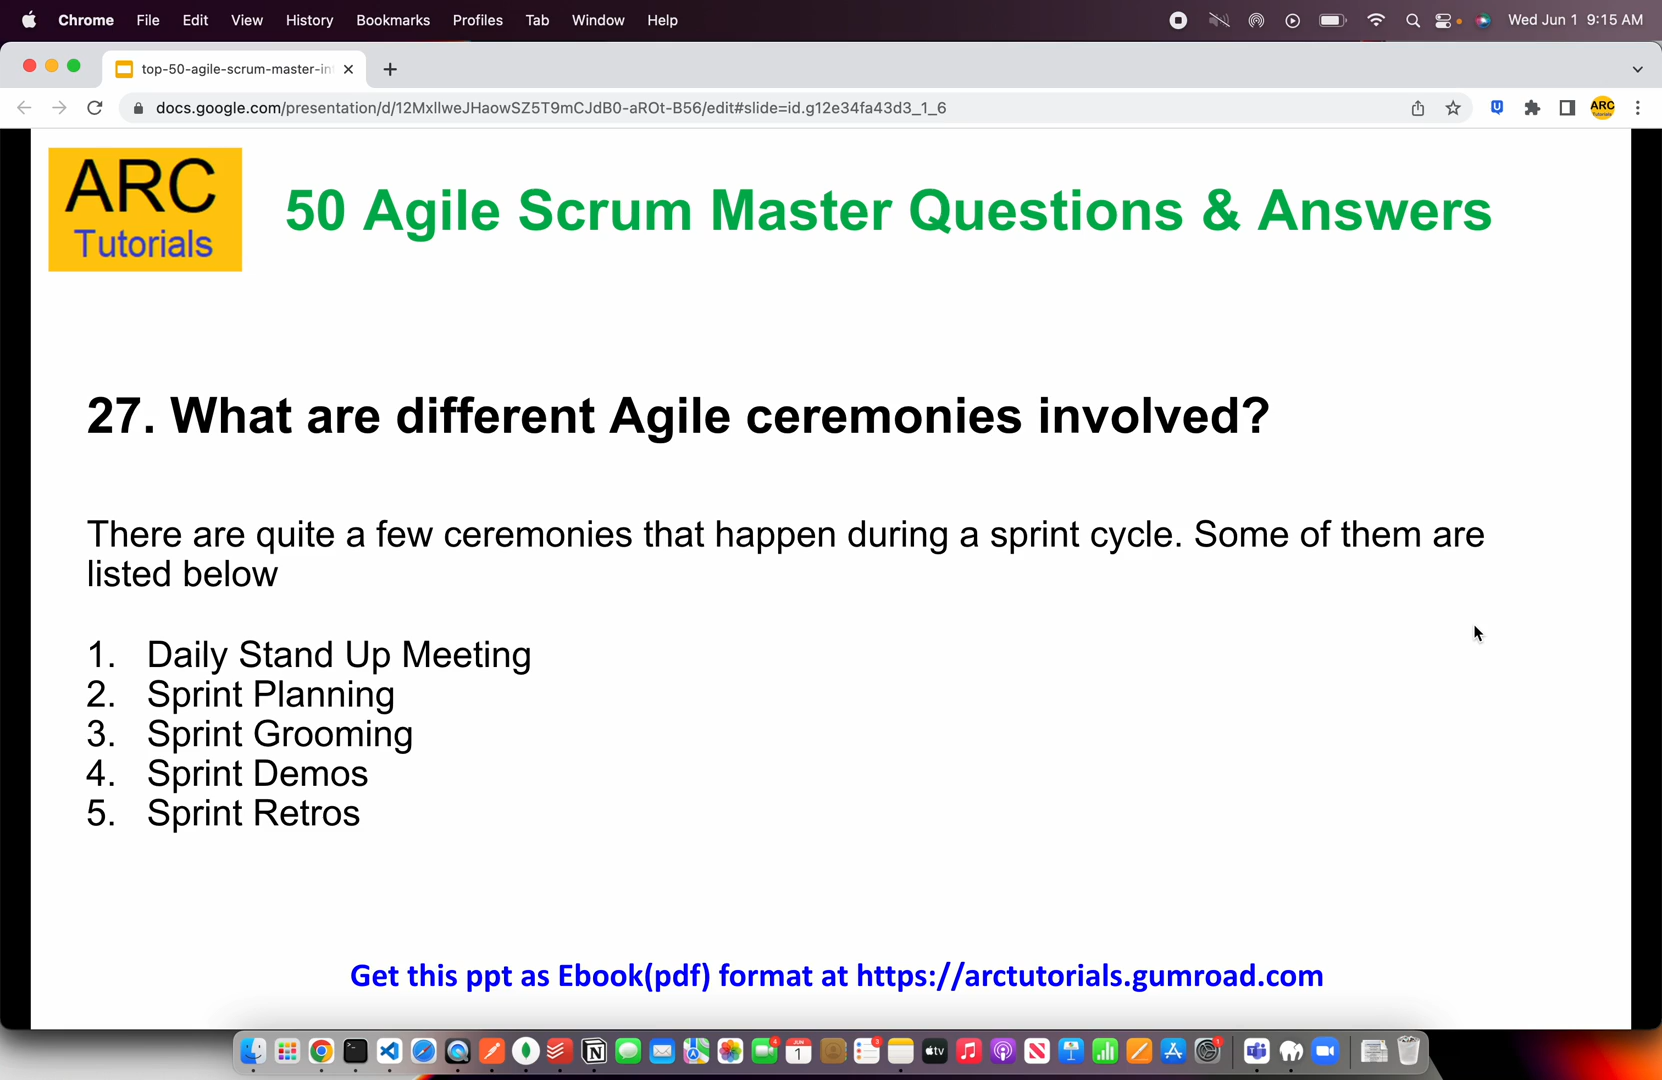 Chrome File Edit View History Bookmarks Profiles Tab Window Help Wed Jun 1 9:15 AM
top-50-agile-scrum-master-in
docs.google.com/presentation/d/12MxllweJHaowSZ5T9mCJdB0-aROt-B56/edit#slide=id.g12e34fa43d3_1_6
ARC
Tutorials
50 Agile Scrum Master Questions & Answers
27. What are different Agile ceremonies involved?
There are quite a few ceremonies that happen during a sprint cycle. Some of them are
listed below
1. Daily Stand Up Meeting
2. Sprint Planning
3. Sprint Grooming
4. Sprint Demos
5. Sprint Retros
Get this ppt as Ebook(pdf) format at https://arctutorials.gumroad.com